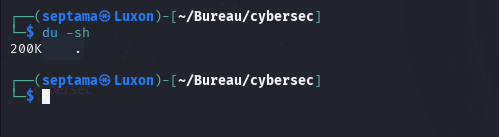 ┌──(septama㉿Luxon)-[~/Bureau/cybersec]
└─$ du -sh
200K    .
┌──(septama㉿Luxon)-[~/Bureau/cybersec]
└─$